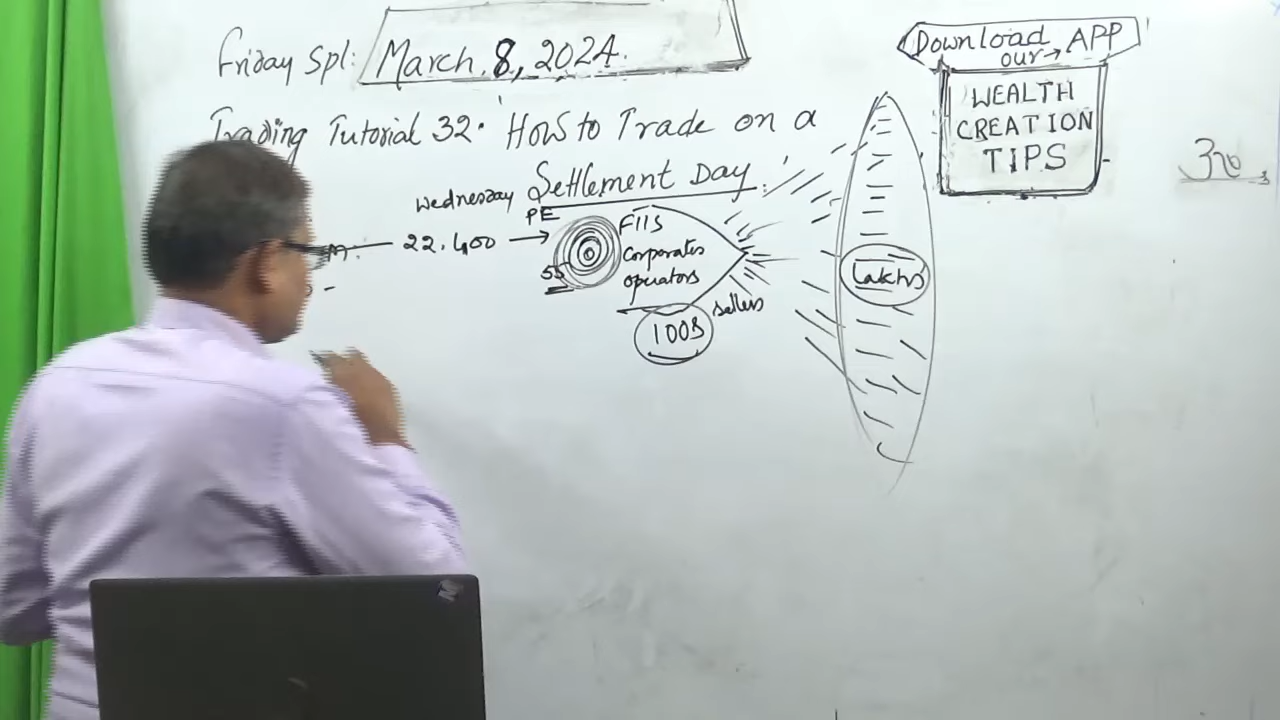 Friday Spl: March 8, 2024.
Trading Tutorial 32. How to Trade on a
Settlement Day
Wednesday
PE
22,400
55
FIIS
Corporates
operators
100S
sellers
Lakhs
Download
our → APP
WEALTH
CREATION
TIPS